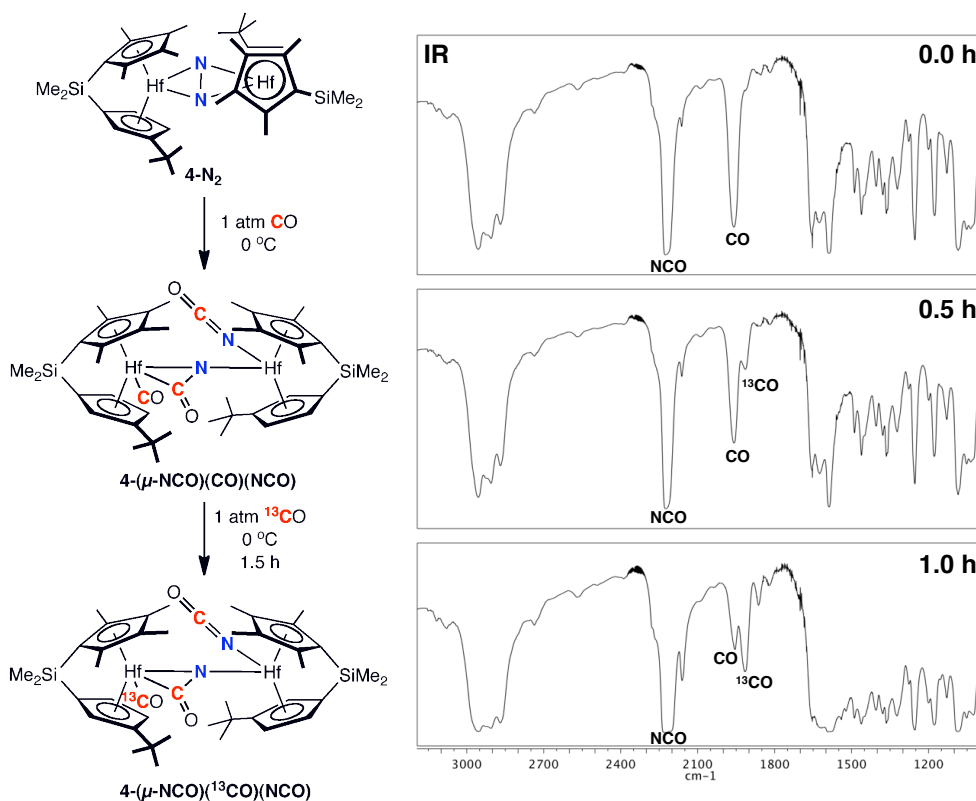 N
N
Hf
Hf
Me₂Si
SiMe₂
4-N₂
1 atm CO
0 °C
O
C
N
Hf
N
Hf
Me₂Si
SiMe₂
CO
C
O
4-(μ-NCO)(CO)(NCO)
1 atm ¹³CO
0 °C
1.5 h
O
C
N
Hf
N
Hf
Me₂Si
SiMe₂
¹³CO
C
O
4-(μ-NCO)(¹³CO)(NCO)
IR
0.0 h
CO
NCO
0.5 h
¹³CO
CO
NCO
1.0 h
CO
¹³CO
NCO
3000 2700 2400 2100 1800 1500 1200
cm-1